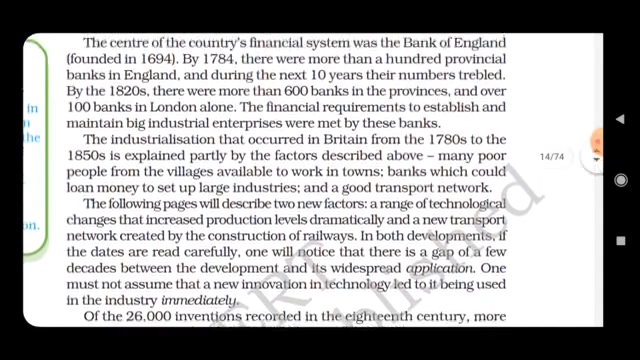 The centre of the country's financial system was the Bank of England
(founded in 1694). By 1784, there were more than a hundred provincial
banks in England, and during the next 10 years their numbers trebled.
By the 1820s, there were more than 600 banks in the provinces, and over
in
100 banks in London alone. The financial requirements to establish and
maintain big industrial enterprises were met by these banks.
the
The industrialisation that occurred in Britain from the 1780s to the
1850s is explained partly by the factors described above – many poor
14/74
people from the villages available to work in towns; banks which could
loan money to set up large industries; and a good transport network.
The following pages will describe two new factors: a range of technological
changes that increased production levels dramatically and a new transport
on.
network created by the construction of railways. In both developments, if
the dates are read carefully, one will notice that there is a gap of a few
decades between the development and its widespread application. One
must not assume that a new innovation in technology led to it being used
in the industry immediately.
Of the 26,000 inventions recorded in the eighteenth century, more